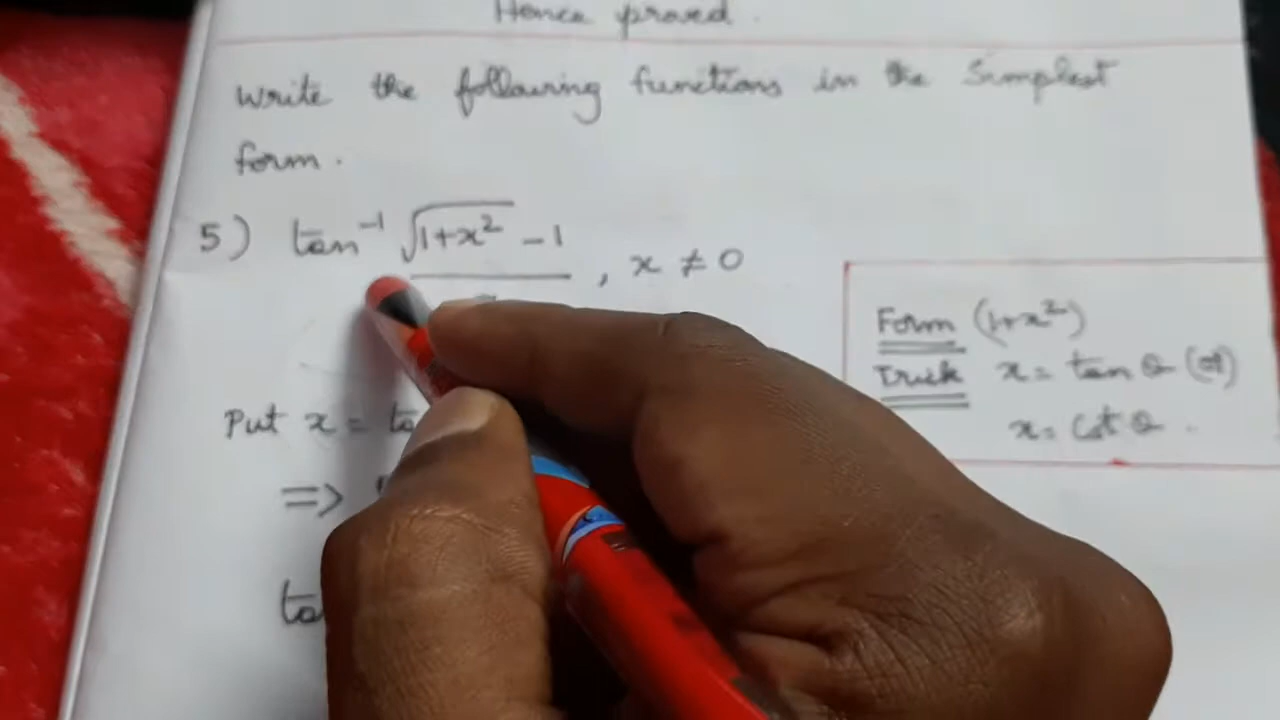 Hence proved.
Write the following functions in the Simplest
form.
5) tan⁻¹ √(1+x²) - 1 , x ≠ 0
Form (1+x²)
Trick x = tan θ (or)
x = cot θ.
Put x =
=>